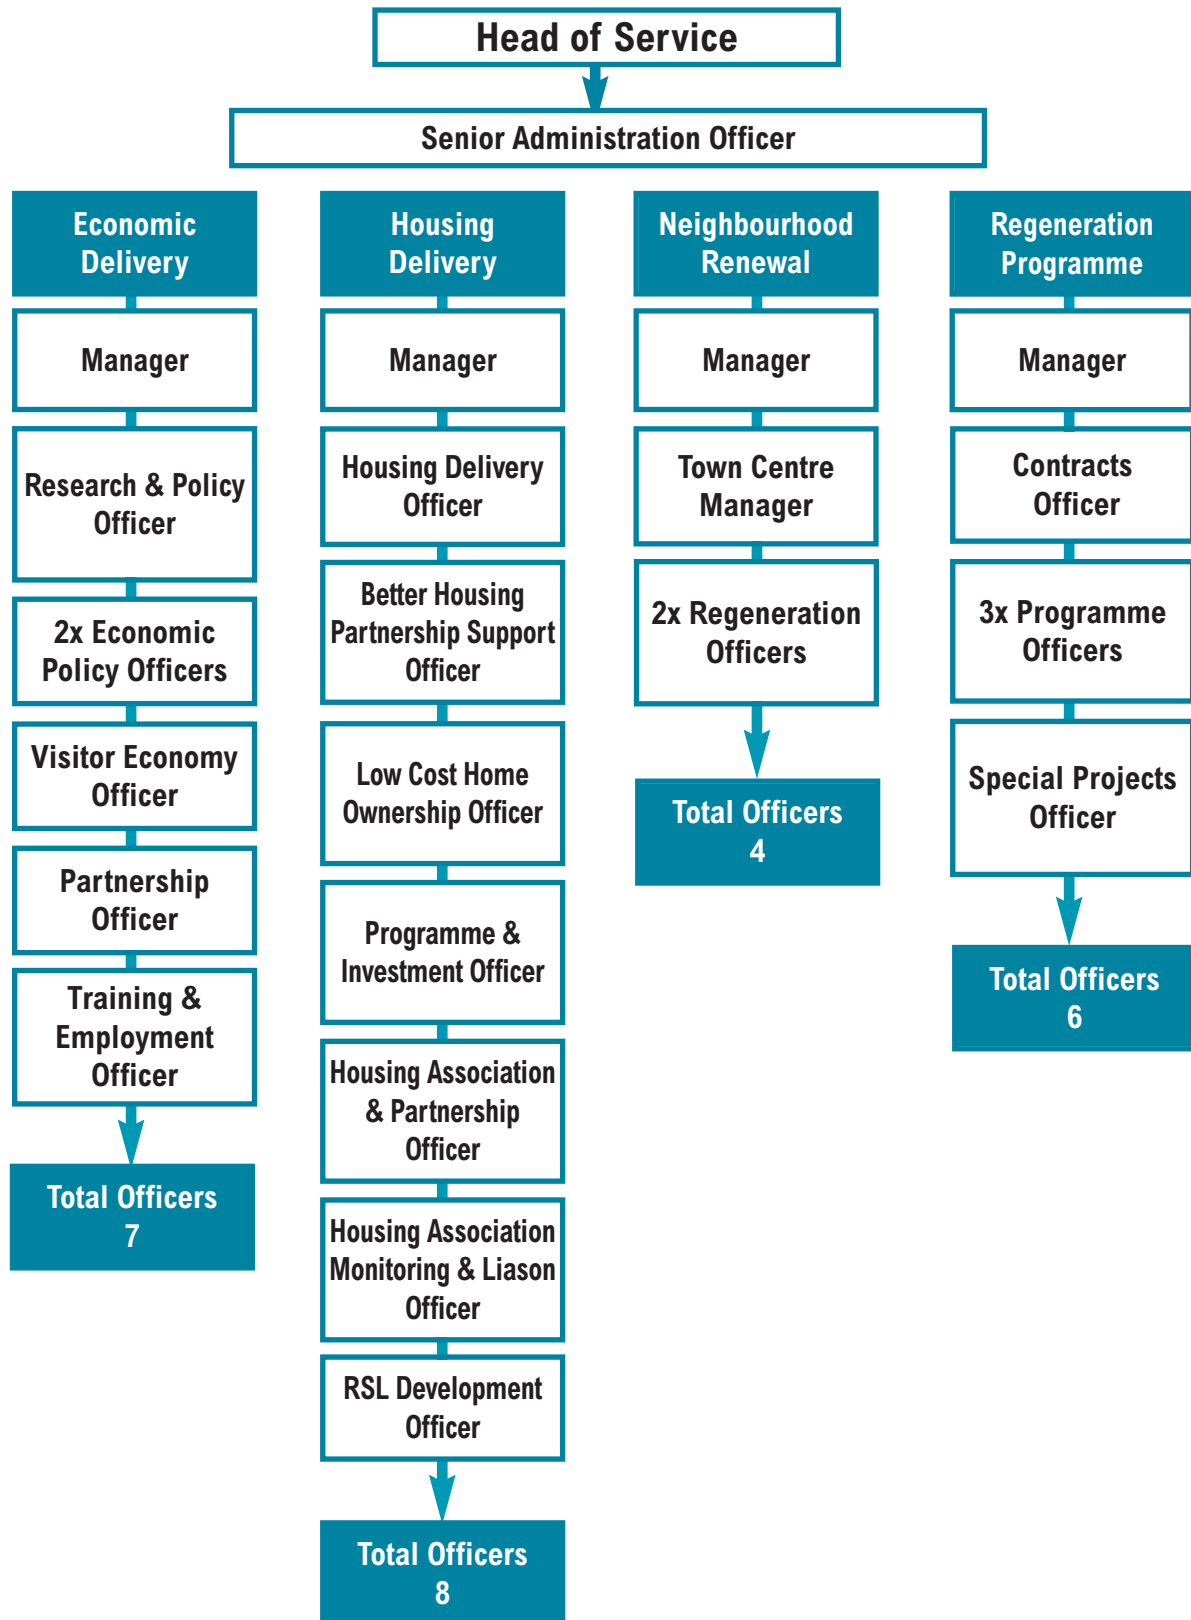 Head of Service
Senior Administration Officer
Economic
Delivery
Manager
Research & Policy
Officer
2x Economic
Policy Officers
Visitor Economy
Officer
Partnership
Officer
Training &
Employment
Officer
Total Officers
7
Housing
Delivery
Manager
Housing Delivery
Officer
Better Housing
Partnership Support
Officer
Low Cost Home
Ownership Officer
Programme &
Investment Officer
Housing Association
& Partnership
Officer
Housing Association
Monitoring & Liason
Officer
RSL Development
Officer
Total Officers
8
Neighbourhood
Renewal
Manager
Town Centre
Manager
2x Regeneration
Officers
Total Officers
4
Regeneration
Programme
Manager
Contracts
Officer
3x Programme
Officers
Special Projects
Officer
Total Officers
6